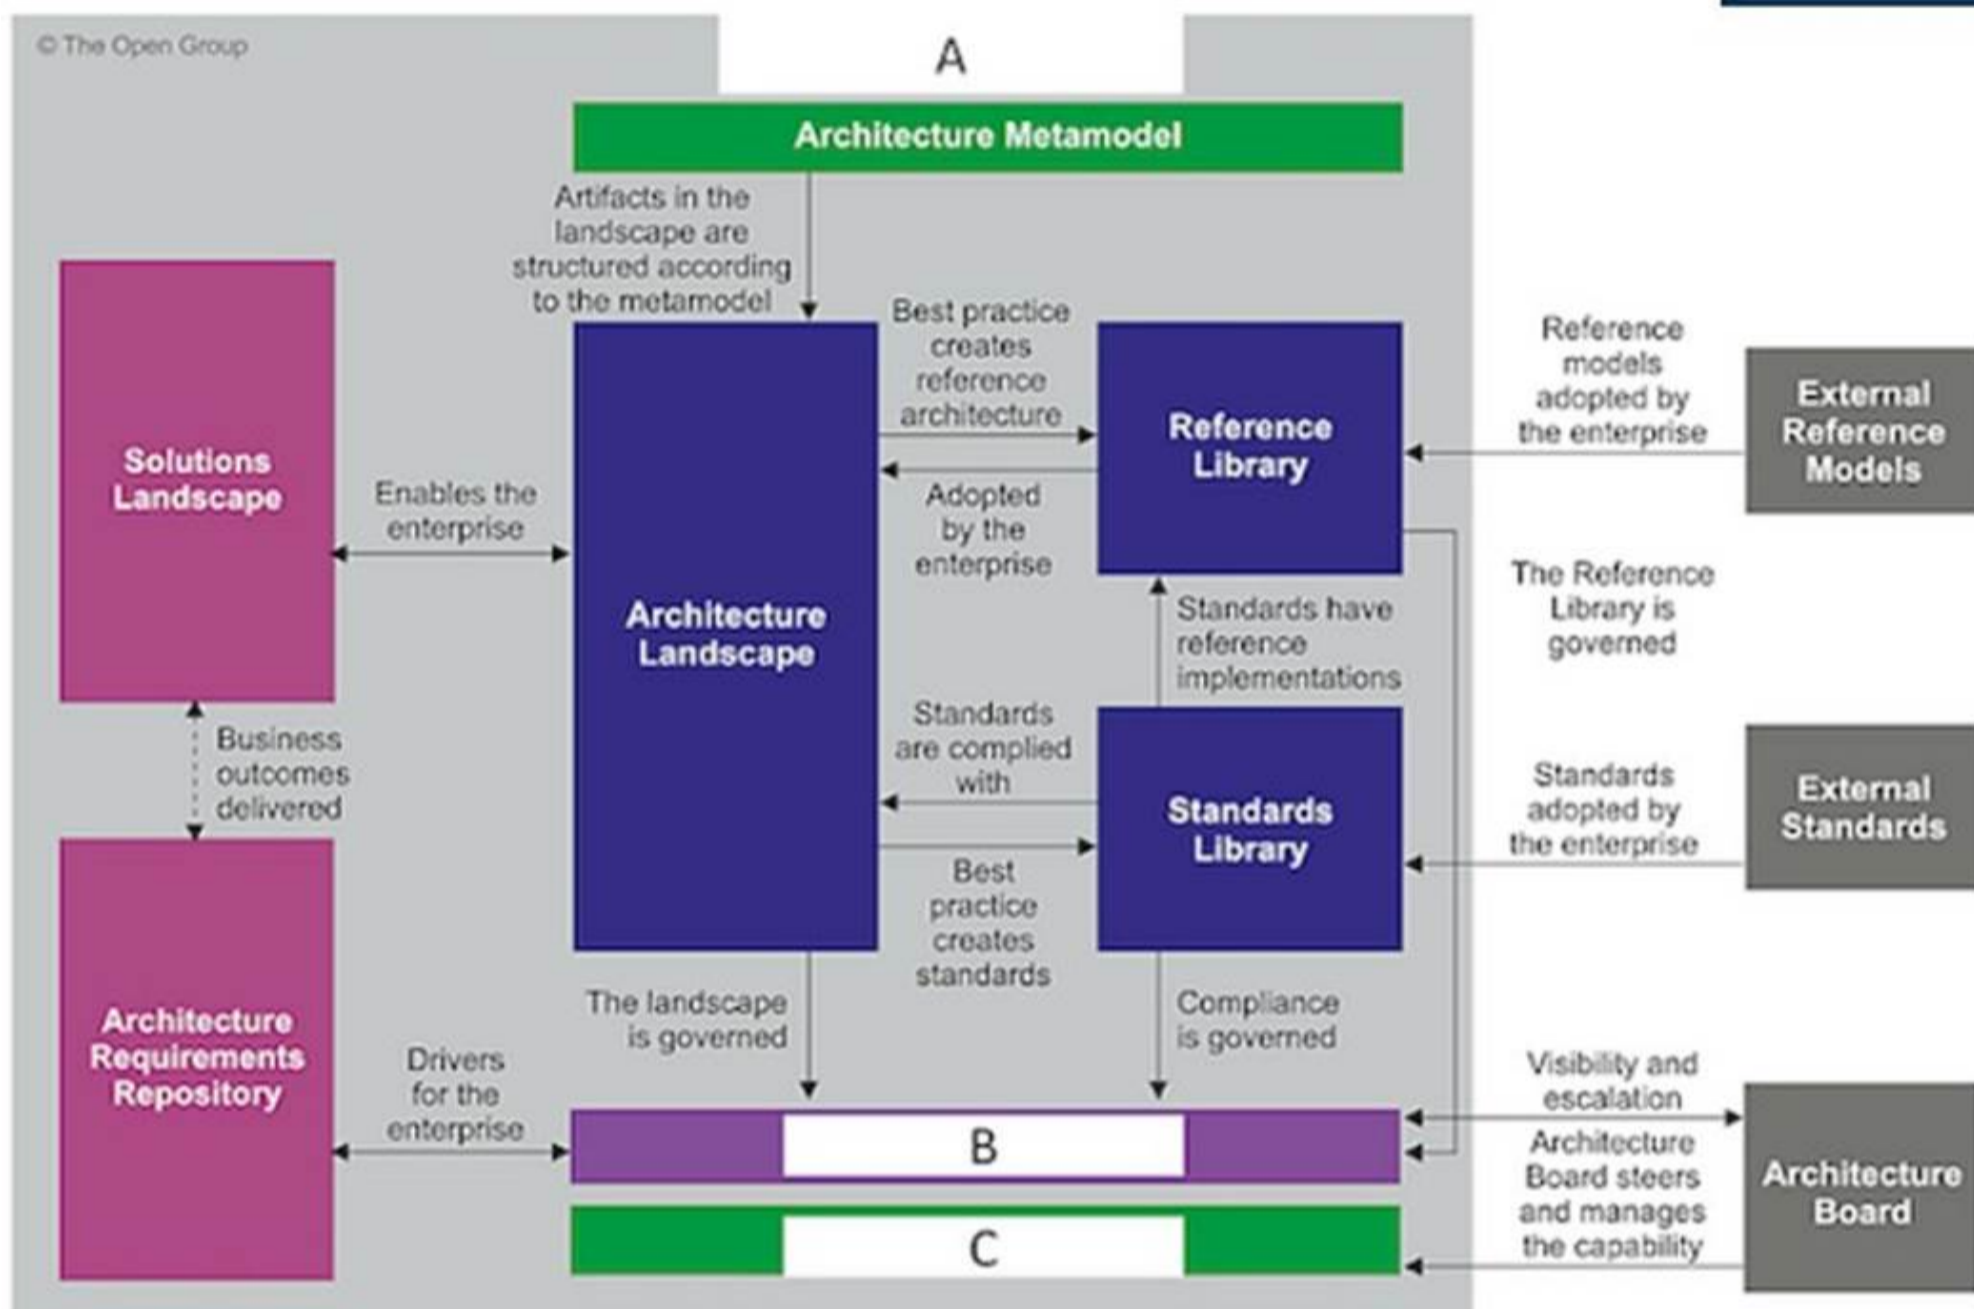 © The Open Group
A
Architecture Metamodel
Artifacts in the
landscape are
structured according
to the metamodel
Best practice
creates
reference
architecture
Reference
models
adopted by
the enterprise
External
Reference
Models
Reference
Library
Solutions
Landscape
Enables the
enterprise
Adopted
by the
enterprise
The Reference
Library is
governed
Architecture
Landscape
Standards have
reference
implementations
Standards
are complied
with
Business
outcomes
delivered
Standards
Library
Standards
adopted by
the enterprise
External
Standards
Best
practice
creates
standards
The landscape
is governed
Compliance
is governed
Architecture
Requirements
Repository
Drivers
for the
enterprise
Visibility and
escalation
B
Architecture
Board steers
and manages
the capability
Architecture
Board
C